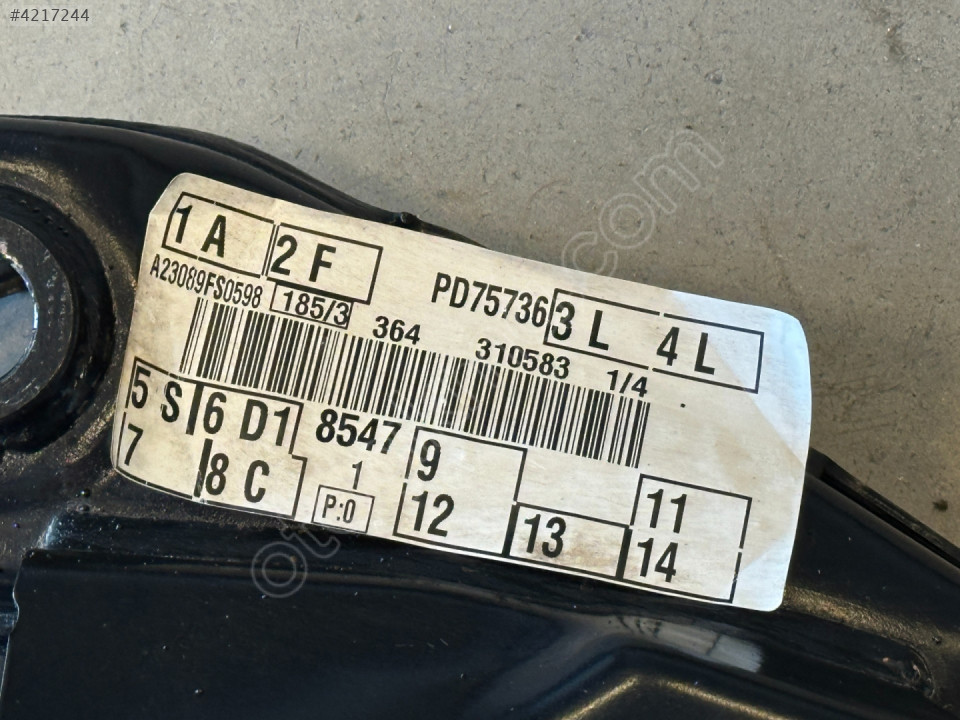 #4217244
1 A 2 F
A23089FS0598 185/3 PD75736 3 L 4 L
364 310583 1/4
5 S 6 D1 8547 9 11
7 8 C 1 P:0 12 13 14